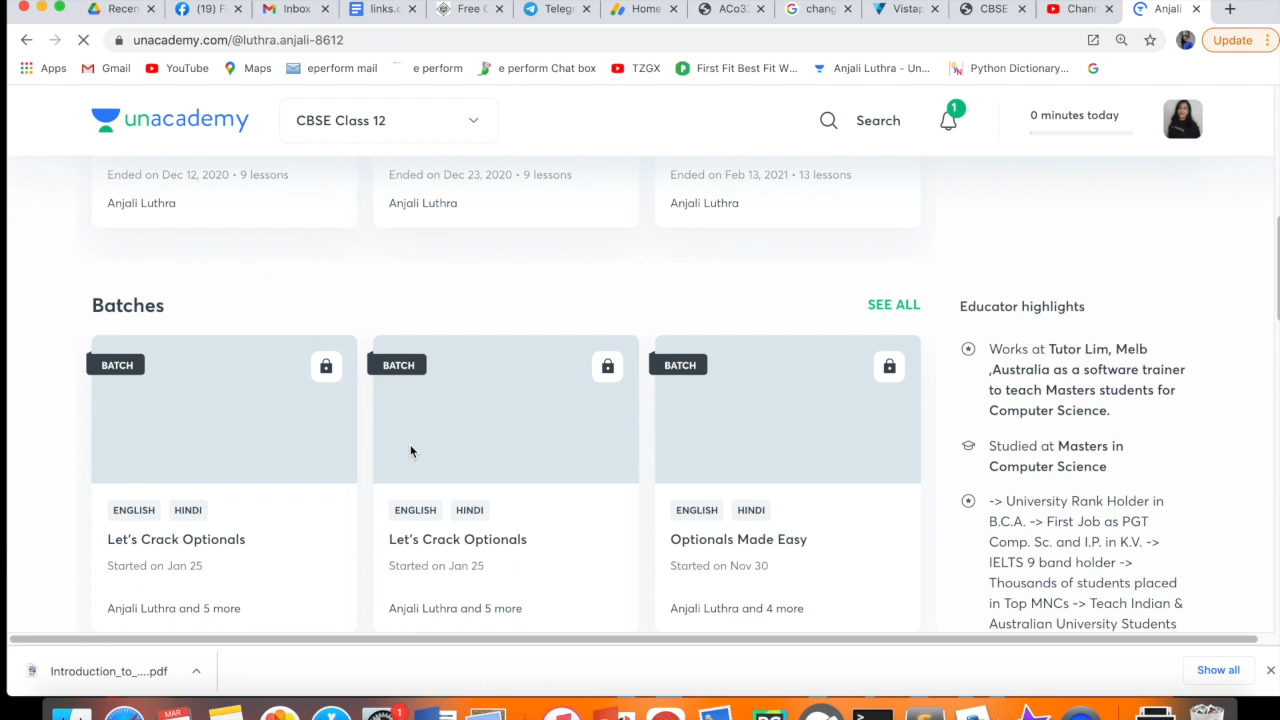 Recen
(19) F
Inbox
links.c
Free C
Telegr
Home
ACo3
chang
Vistap
CBSE
Chann
Anjali
unacademy.com/@luthra.anjali-8612
Update
Apps
Gmail
YouTube
Maps
eperform mail
e perform
e perform Chat box
TZGX
First Fit Best Fit W...
Anjali Luthra - Un...
Python Dictionary...
unacademy
CBSE Class 12
Search
1
0 minutes today
Ended on Dec 12, 2020 • 9 lessons
Ended on Dec 23, 2020 • 9 lessons
Ended on Feb 13, 2021 • 13 lessons
Anjali Luthra
Anjali Luthra
Anjali Luthra
Batches
SEE ALL
BATCH
BATCH
BATCH
ENGLISH HINDI
ENGLISH HINDI
ENGLISH HINDI
Let's Crack Optionals
Let's Crack Optionals
Optionals Made Easy
Started on Jan 25
Started on Jan 25
Started on Nov 30
Anjali Luthra and 5 more
Anjali Luthra and 5 more
Anjali Luthra and 4 more
Educator highlights
Works at Tutor Lim, Melb
,Australia as a software trainer
to teach Masters students for
Computer Science.
Studied at Masters in
Computer Science
-> University Rank Holder in
B.C.A. -> First Job as PGT
Comp. Sc. and I.P. in K.V. ->
IELTS 9 band holder ->
Thousands of students placed
in Top MNCs -> Teach Indian &
Australian University Students
Introduction_to_....pdf
Show all
MAR
1